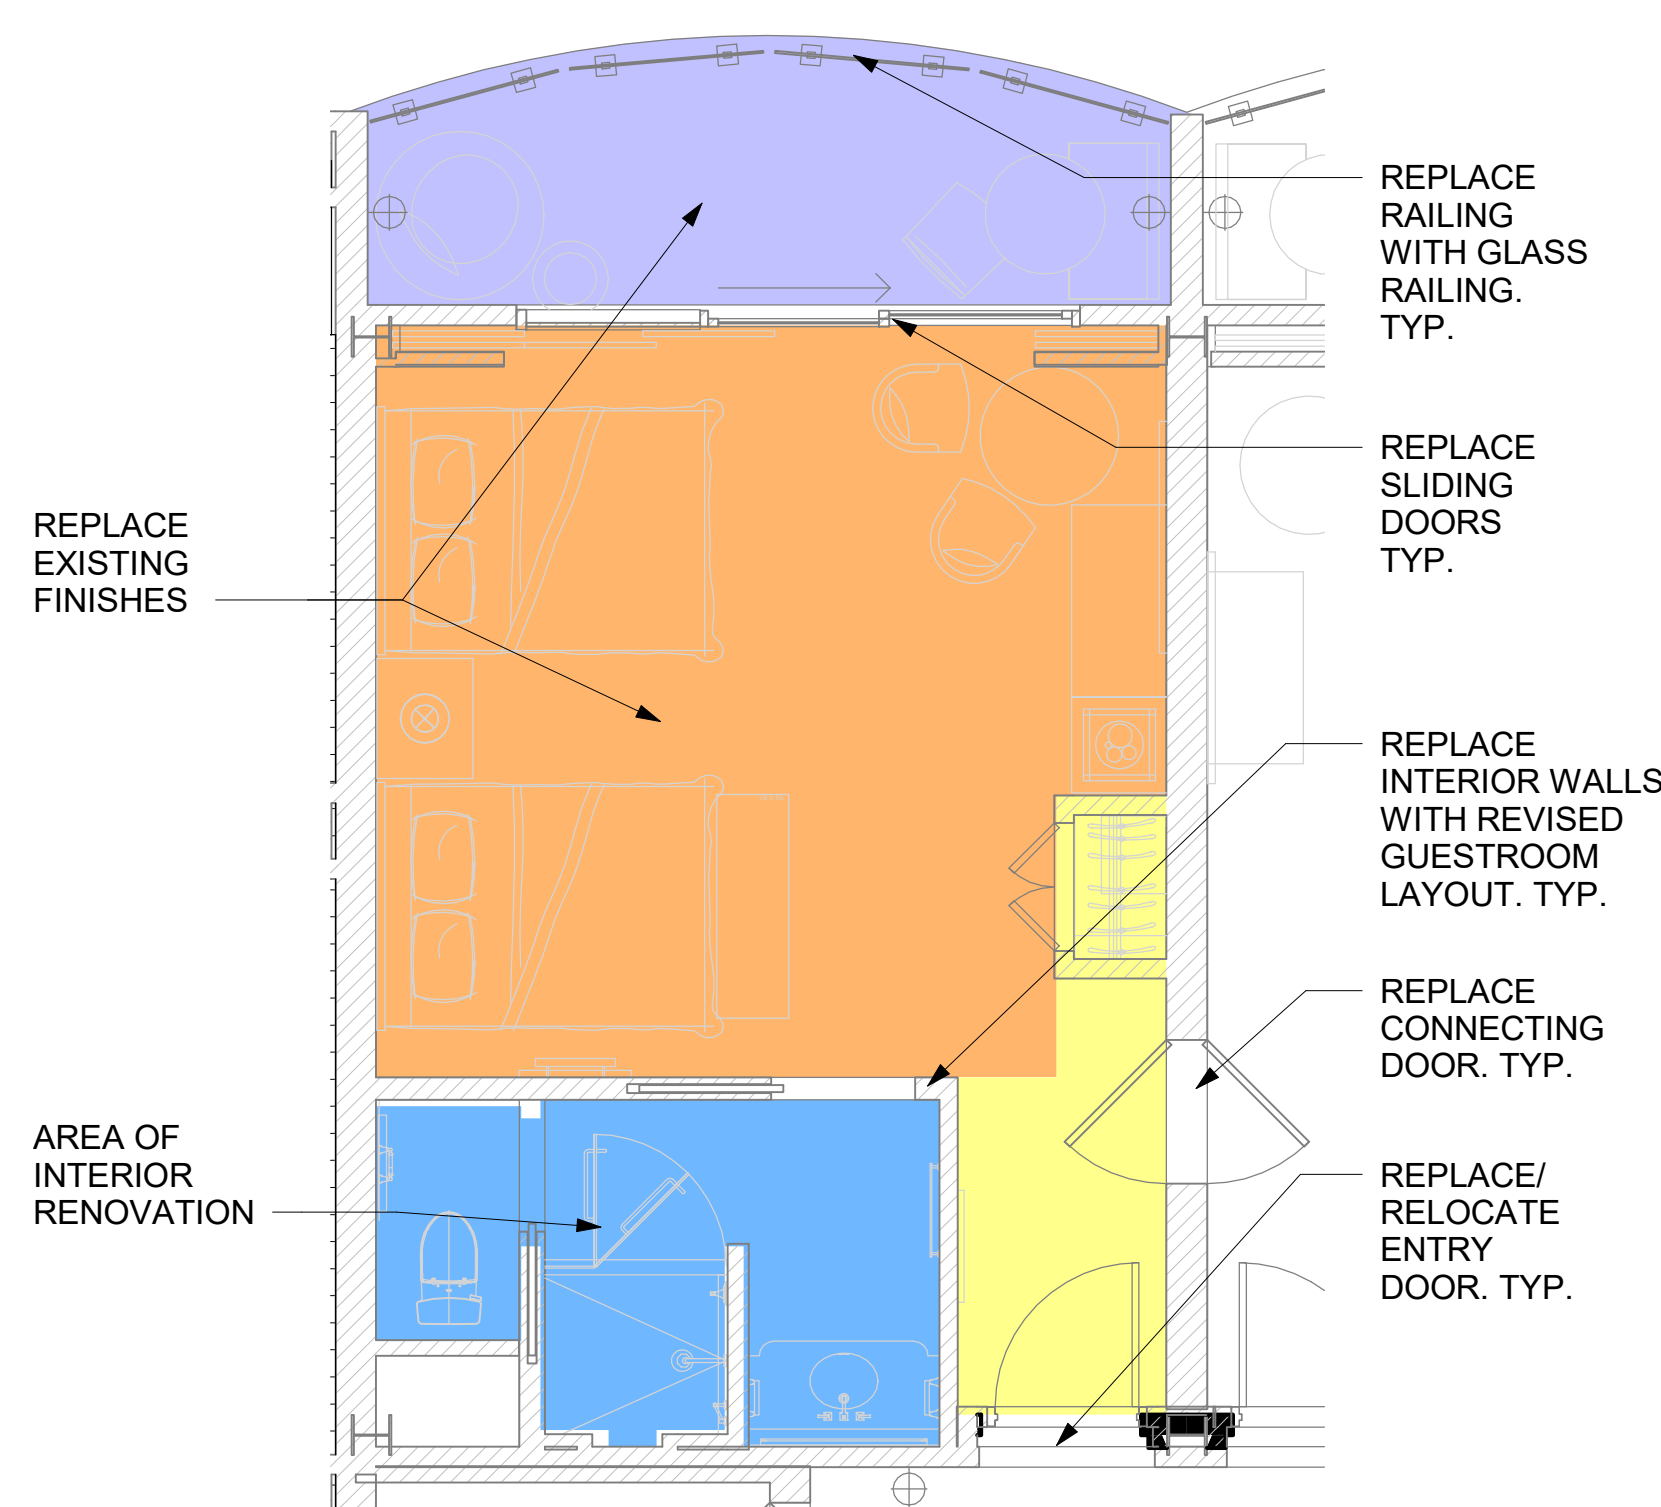 REPLACE
RAILING
WITH GLASS
RAILING.
TYP.
REPLACE
SLIDING
DOORS
TYP.
REPLACE
EXISTING
FINISHES
REPLACE
INTERIOR WALLS
WITH REVISED
GUESTROOM
LAYOUT. TYP.
REPLACE
CONNECTING
DOOR. TYP.
AREA OF
INTERIOR
RENOVATION
REPLACE/
RELOCATE
ENTRY
DOOR. TYP.